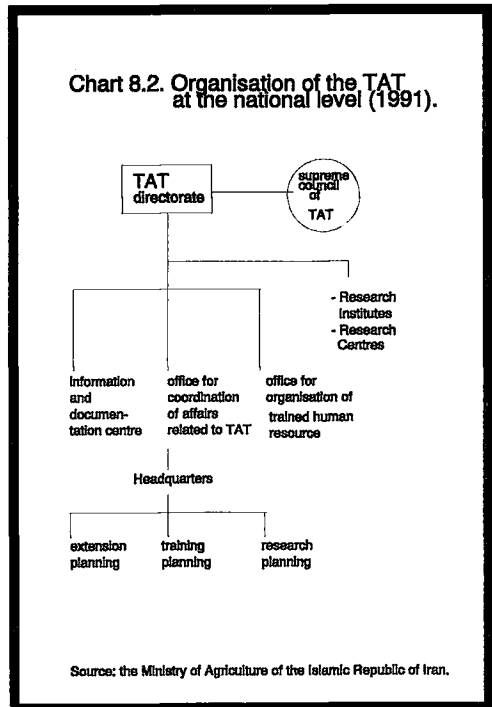 Chart 8.2. Organisation of the TAT
at the national level (1991).
TAT
directorate
supreme
council
of
TAT
- Research
Institutes
- Research
Centres
information
and
documen-
tation centre
office for
coordination
of affairs
related to TAT
office for
organisation of
trained human
resource
Headquarters
extension
planning
training
planning
research
planning
Source: the Ministry of Agriculture of the Islamic Republic of Iran.